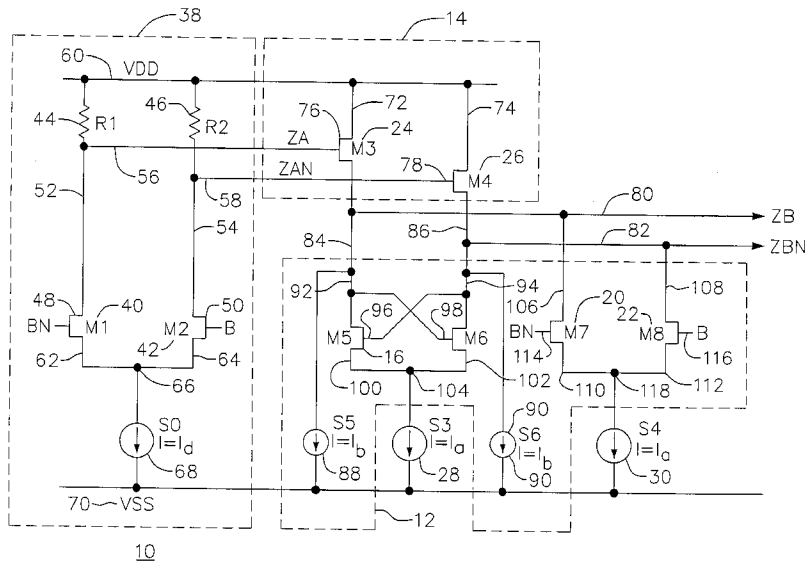 38
14
60
VDD
46
44
R1
R2
76
72
74
24
M3
ZA
26
56
ZAN
78
M4
58
52
54
80
ZB
84
86
82
ZBN
92
94
106
108
48
40
50
96
98
20
22
BN
M1
M2
B
M5
M6
BN
M7
M8
B
42
16
114
116
62
64
100
102
66
104
110
118
112
90
S0
I=Id
S5
I=Ib
S3
I=Ia
S6
I=Ib
S4
I=Ia
68
88
28
90
30
70
VSS
12
10